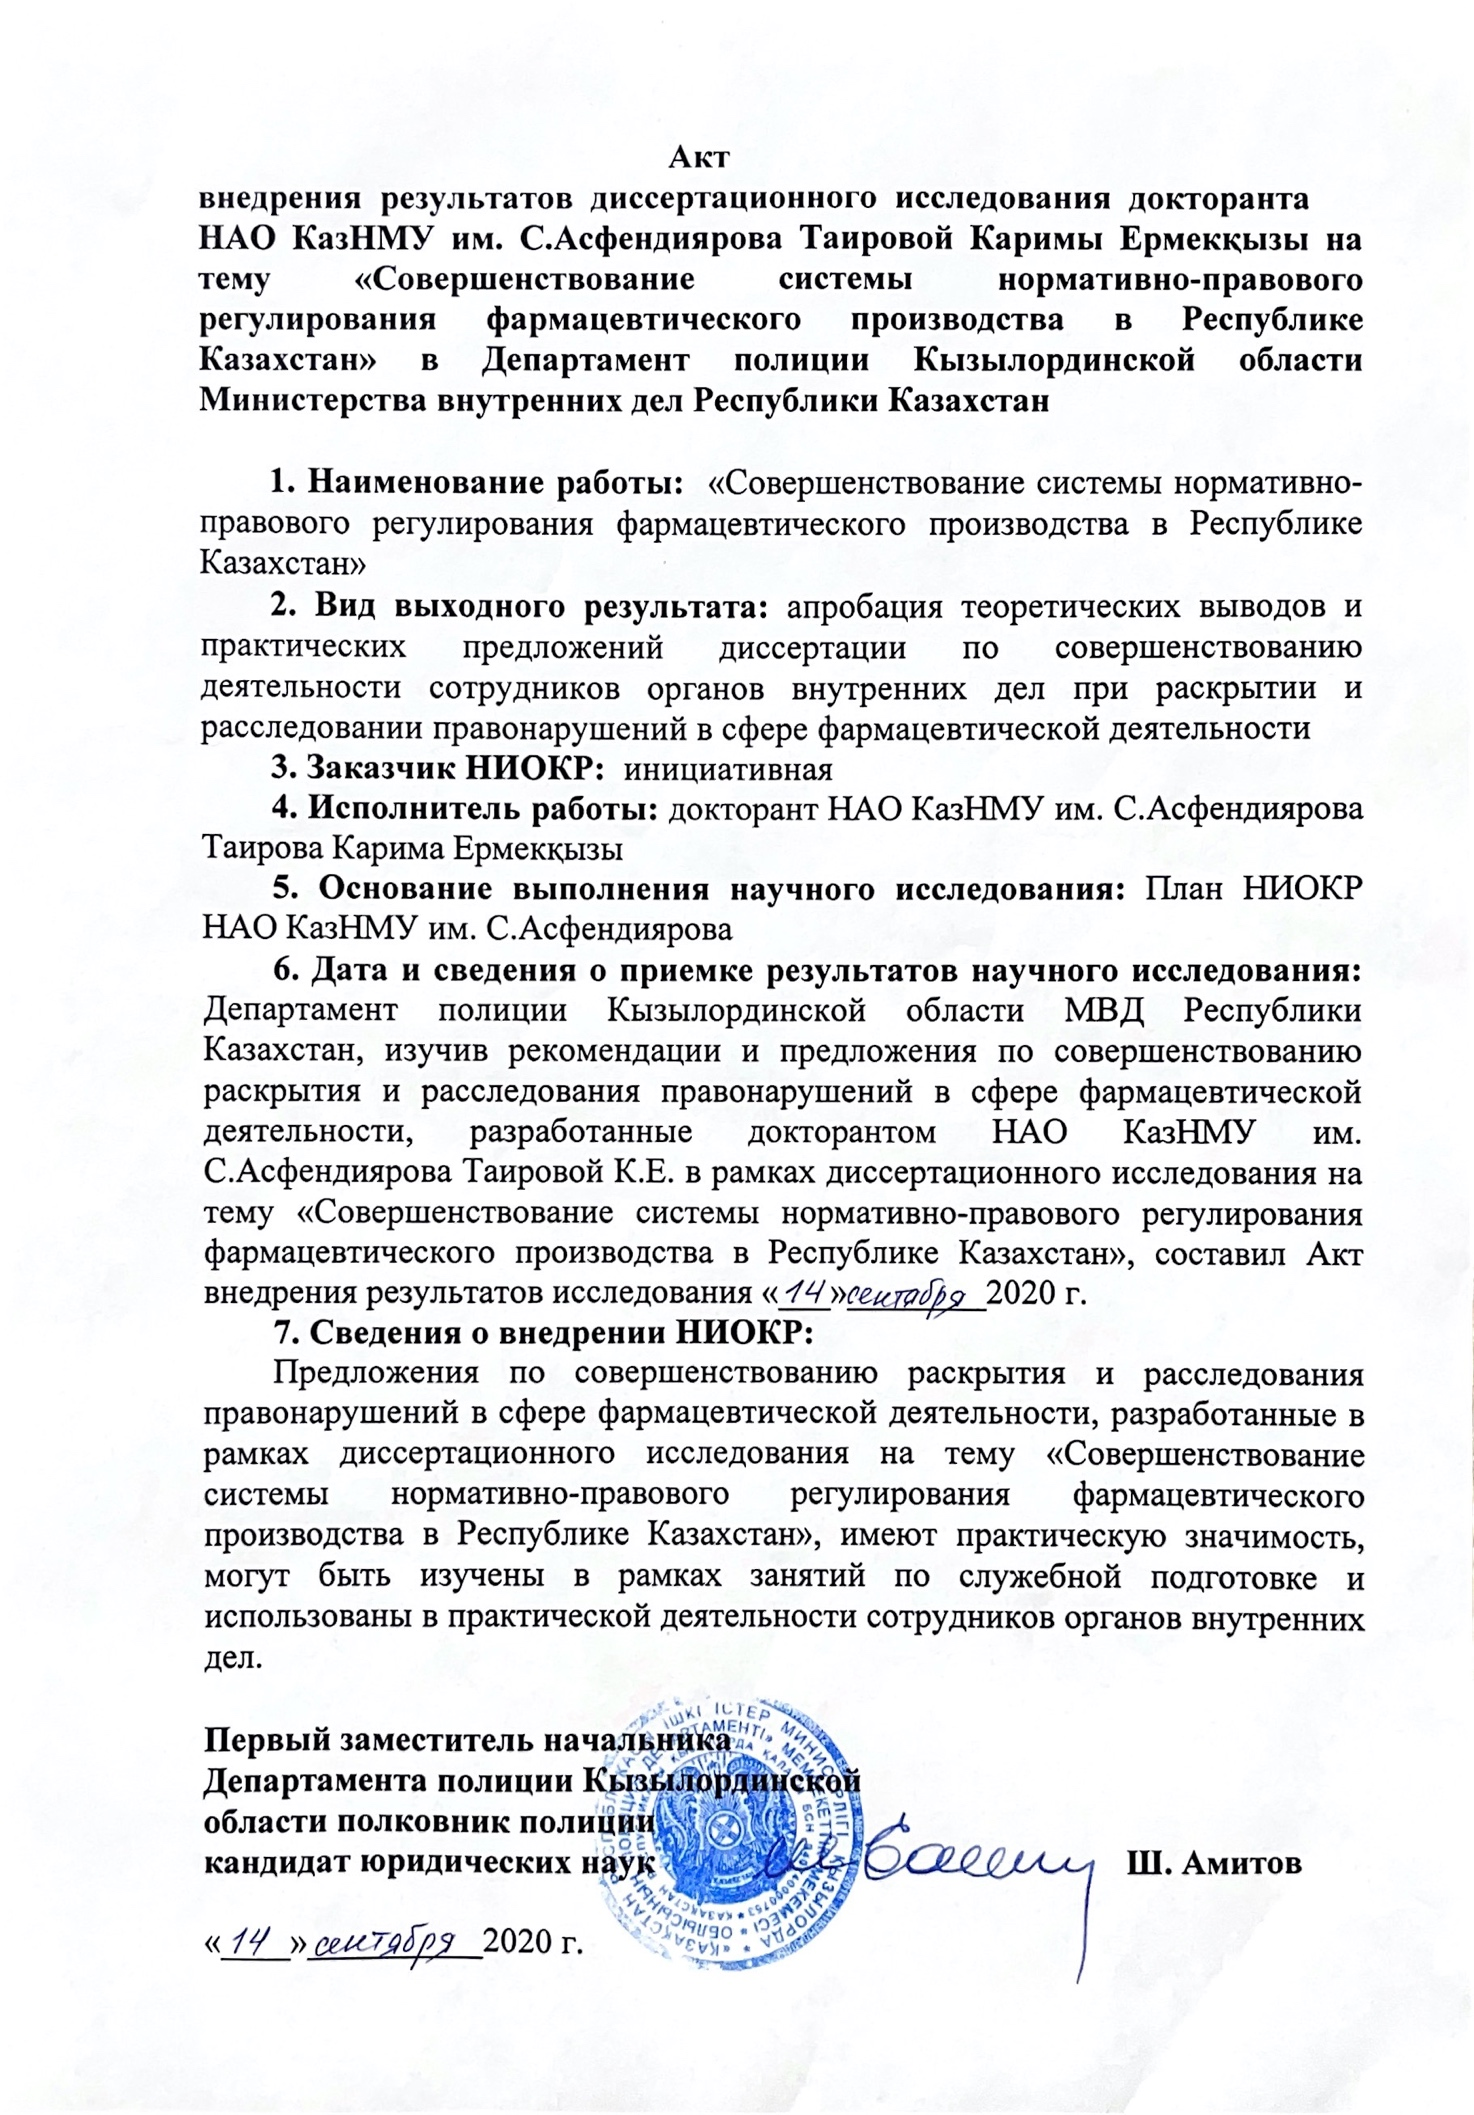 Акт
внедрения результатов диссертационного исследования докторанта
НАО КазНМУ им. С.Асфендиярова Таировой Каримы Ермекқызы на
тему «Совершенствование системы нормативно-правового
регулирования фармацевтического производства в Республике
Казахстан» в Департамент полиции Кызылординской области
Министерства внутренних дел Республики Казахстан
1. Наименование работы: «Совершенствование системы нормативно-
правового регулирования фармацевтического производства в Республике
Казахстан»
2. Вид выходного результата: апробация теоретических выводов и
практических предложений диссертации по совершенствованию
деятельности сотрудников органов внутренних дел при раскрытии и
расследовании правонарушений в сфере фармацевтической деятельности
3. Заказчик НИОКР: инициативная
4. Исполнитель работы: докторант НАО КазНМУ им. С.Асфендиярова
Таирова Карима Ермекқызы
5. Основание выполнения научного исследования: План НИОКР
НАО КазНМУ им. С.Асфендиярова
6. Дата и сведения о приемке результатов научного исследования:
Департамент полиции Кызылординской области МВД Республики
Казахстан, изучив рекомендации и предложения по совершенствованию
раскрытия и расследования правонарушений в сфере фармацевтической
деятельности, разработанные докторантом НАО КазНМУ им.
С.Асфендиярова Таировой К.Е. в рамках диссертационного исследования на
тему «Совершенствование системы нормативно-правового регулирования
фармацевтического производства в Республике Казахстан», составил Акт
внедрения результатов исследования «14» сентября 2020 г.
7. Сведения о внедрении НИОКР:
Предложения по совершенствованию раскрытия и расследования
правонарушений в сфере фармацевтической деятельности, разработанные в
рамках диссертационного исследования на тему «Совершенствование
системы нормативно-правового регулирования фармацевтического
производства в Республике Казахстан», имеют практическую значимость,
могут быть изучены в рамках занятий по служебной подготовке и
использованы в практической деятельности сотрудников органов внутренних
дел.
Первый заместитель начальника
Департамента полиции Кызылординской
области полковник полиции
кандидат юридических наук Ш. Амитов
«14» сентября 2020 г.